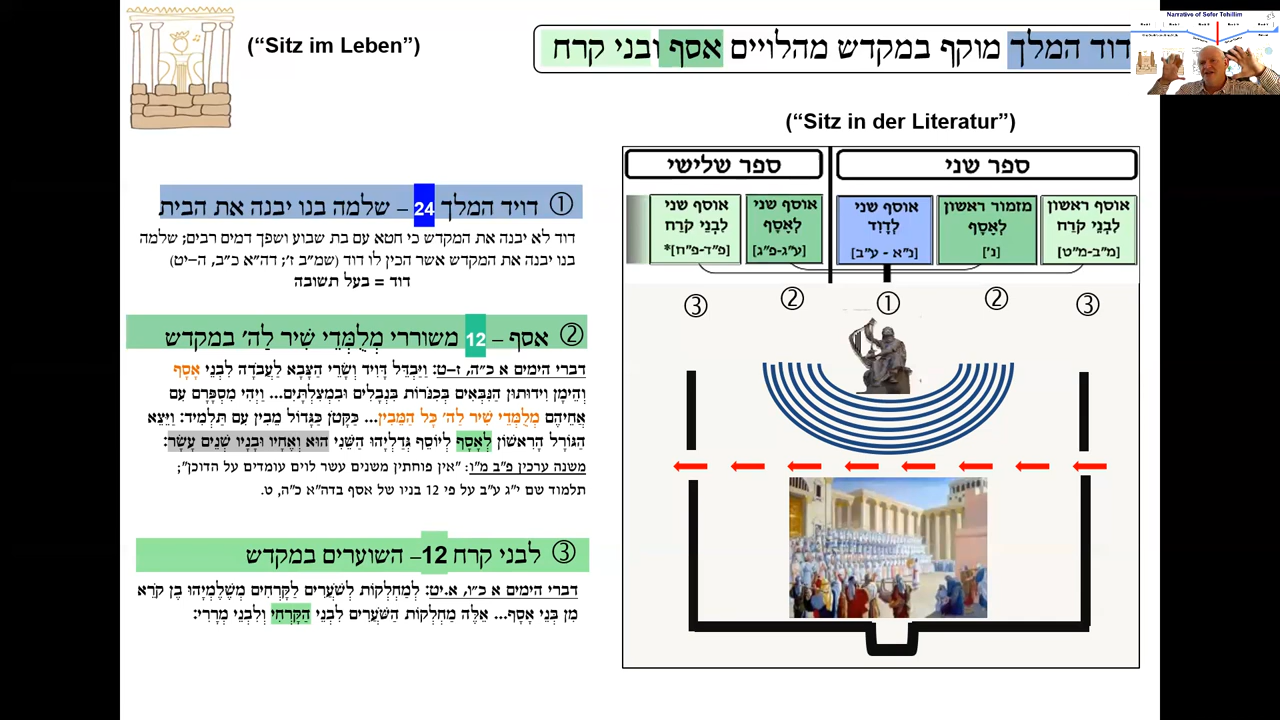 Narrative of Sefer Tehillim
דוד המלך מוקף במקדש מהלויים אסף ובני קרח
("Sitz im Leben")
("Sitz in der Literatur")
ספר שני
ספר שלישי
אוסף ראשון
לבני קרח
[מ"ב-מ"ט]
מזמור ראשון
לאסף
[נ']
אוסף שני
לדוד
[נ"א - ע"ב]
אוסף שני
לאסף
[ע"ג-פ"ג]
אוסף שני
לבני קרח
[פ"ד-פ"ח]*
③
②
①
②
③
① דויד המלך 24 – שלמה בנו יבנה את הבית
דוד לא יבנה את המקדש כי חטא עם בת שבוע ושפך דמים רבים; שלמה
בנו יבנה את המקדש אשר הכין לו דוד (שמ"ב ז'; דה"א כ"ב, ה-יט)
דוד = בעל תשובה
② אסף – 12 משוררי מְלֻמְּדֵי שִׁיר לַה' במקדש
דברי הימים א כ"ה, ז-ט: וַיַּבְדֵּל דָּוִיד וְשָׂרֵי הַצָּבָא לַעֲבֹדָה לִבְנֵי אָסָף
וְהֵימָן וִידוּתוּן הַנִּבְּאִים בְּכִנֹּרוֹת בִּנְבָלִים וּבִמְצִלְתָּיִם... וַיְהִי מִסְפָּרָם עִם
אֲחֵיהֶם מְלֻמְּדֵי שִׁיר לַה' כָּל הַמֵּבִין... כַּקָּטֹן כַּגָּדוֹל מֵבִין עִם תַּלְמִיד: וַיֵּצֵא
הַגּוֹרָל הָרִאשׁוֹן לְאָסָף לְיוֹסֵף גְּדַלְיָהוּ הַשֵּׁנִי הוּא וְאֶחָיו וּבָנָיו שְׁנֵים עָשָׂר:
משנה ערכין פ"ב מ"ו: "אין פוחתין משנים עשר לוים עומדים על הדוכן";
תלמוד שם י"ג ע"ב על פי 12 בניו של אסף בדה"א כ"ה, ט.
③ לבני קרח 12– השוערים במקדש
דברי הימים א כ"ו, א.יט: לְמַחְלְקוֹת לְשֹׁעֲרִים לַקָּרְחִים מְשֶׁלֶמְיָהוּ בֶן קֹרֵא
מִן בְּנֵי אָסָף... אֵלֶּה מַחְלְקוֹת הַשֹּׁעֲרִים לִבְנֵי הַקָּרְחִי וְלִבְנֵי מְרָרִי: